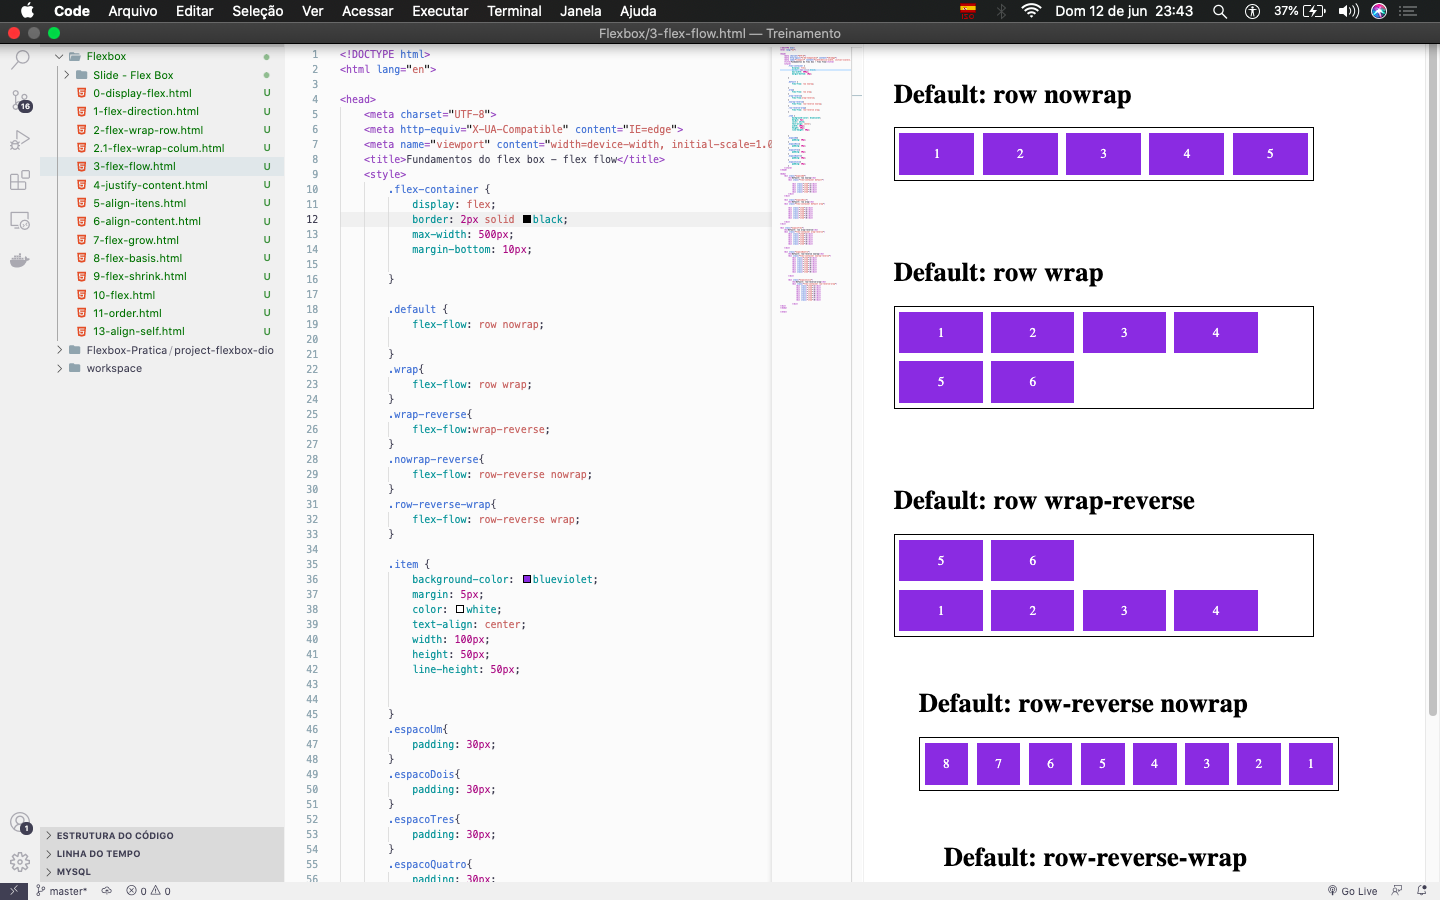 Code Arquivo Editar Seleção Ver Acessar Executar Terminal Janela Ajuda Dom 12 de jun 23:43 37%
Flexbox/3-flex-flow.html — Treinamento
Flexbox
Slide - Flex Box
0-display-flex.html U
1-flex-direction.html U
2-flex-wrap-row.html U
2.1-flex-wrap-colum.html U
3-flex-flow.html U
4-justify-content.html U
5-align-itens.html U
6-align-content.html U
7-flex-grow.html U
8-flex-basis.html U
9-flex-shrink.html U
10-flex.html U
11-order.html U
13-align-self.html U
Flexbox-Pratica / project-flexbox-dio
workspace
16
1
ESTRUTURA DO CÓDIGO
LINHA DO TEMPO
MYSQL
1 <!DOCTYPE html>
2 <html lang="en">
3
4 <head>
5 <meta charset="UTF-8">
6 <meta http-equiv="X-UA-Compatible" content="IE=edge">
7 <meta name="viewport" content="width=device-width, initial-scale=1.0
8 <title>Fundamentos do flex box - flex flow</title>
9 <style>
10 .flex-container {
11 display: flex;
12 border: 2px solid black;
13 max-width: 500px;
14 margin-bottom: 10px;
15
16 }
17
18 .default {
19 flex-flow: row nowrap;
20
21 }
22 .wrap{
23 flex-flow: row wrap;
24 }
25 .wrap-reverse{
26 flex-flow:wrap-reverse;
27 }
28 .nowrap-reverse{
29 flex-flow: row-reverse nowrap;
30 }
31 .row-reverse-wrap{
32 flex-flow: row-reverse wrap;
33 }
34
35 .item {
36 background-color: blueviolet;
37 margin: 5px;
38 color: white;
39 text-align: center;
40 width: 100px;
41 height: 50px;
42 line-height: 50px;
43
44
45 }
46 .espacoUm{
47 padding: 30px;
48 }
49 .espacoDois{
50 padding: 30px;
51 }
52 .espacoTres{
53 padding: 30px;
54 }
55 .espacoQuatro{
56 padding: 30px;
Default: row nowrap
1 2 3 4 5
Default: row wrap
1 2 3 4
5 6
Default: row wrap-reverse
5 6
1 2 3 4
Default: row-reverse nowrap
8 7 6 5 4 3 2 1
Default: row-reverse-wrap
master* 0 0 Go Live